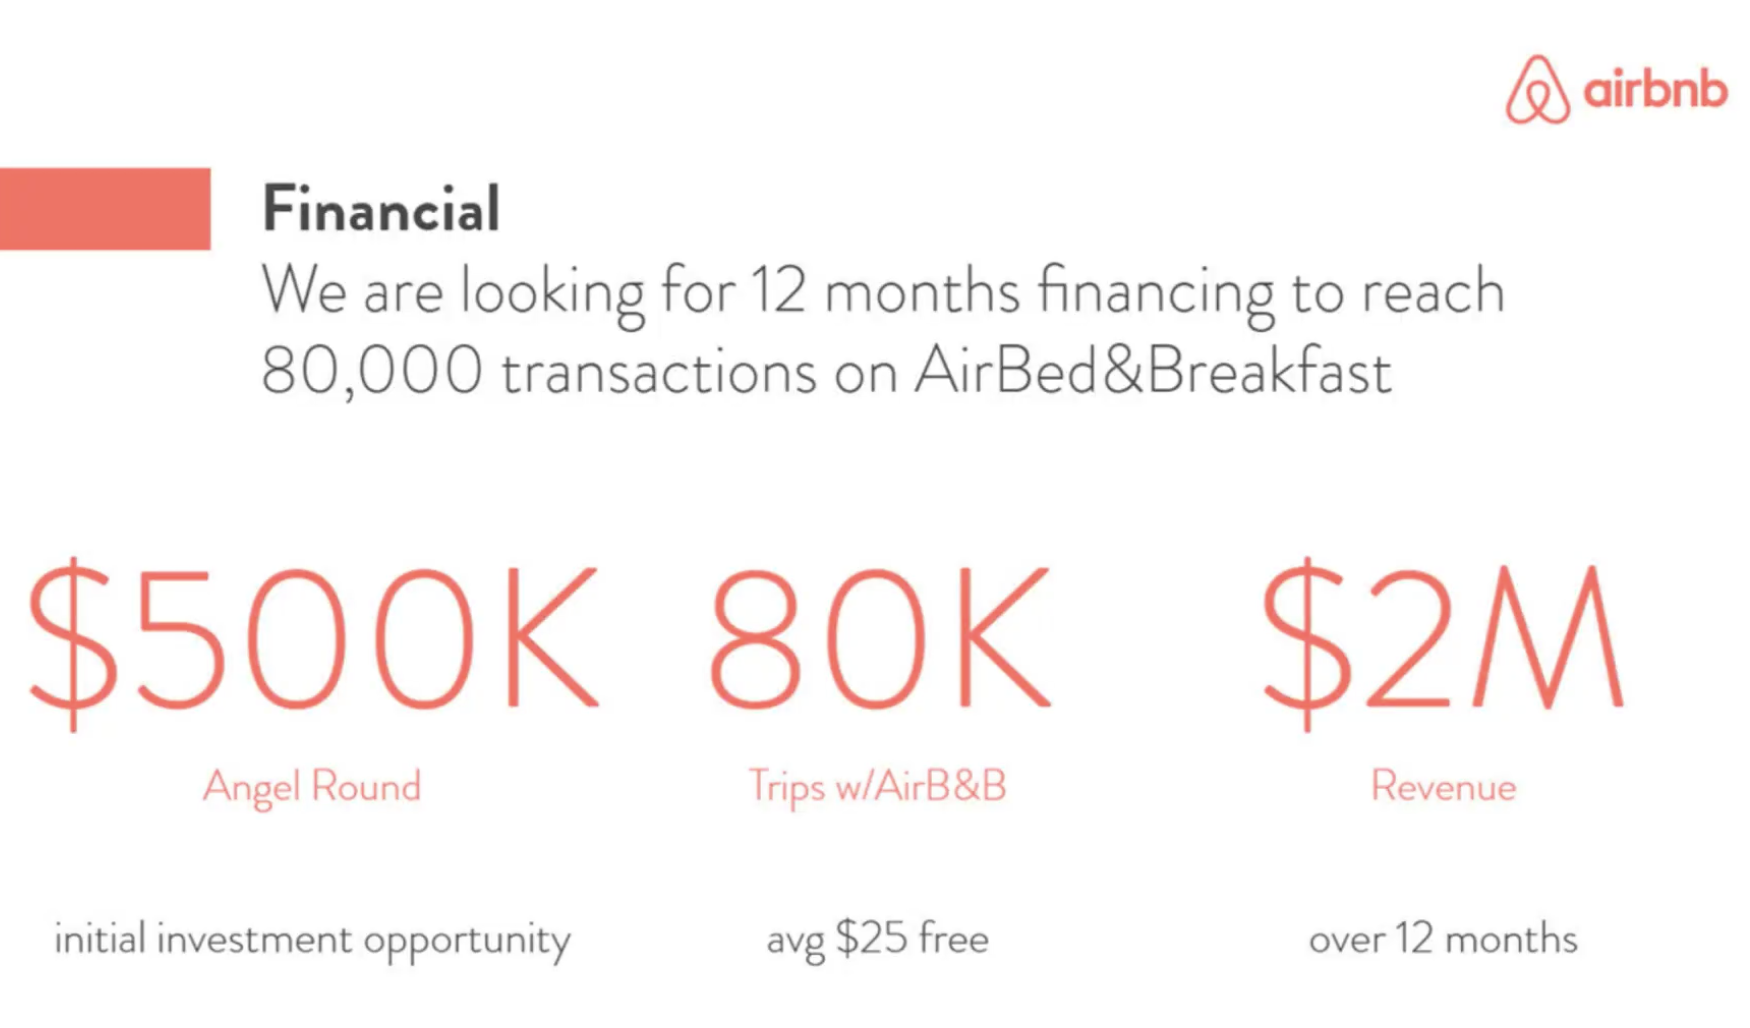 airbnb
Financial
We are looking for 12 months financing to reach
80,000 transactions on AirBed&Breakfast
$500K
Angel Round
initial investment opportunity
80K
Trips w/AirB&B
avg $25 free
$2M
Revenue
over 12 months